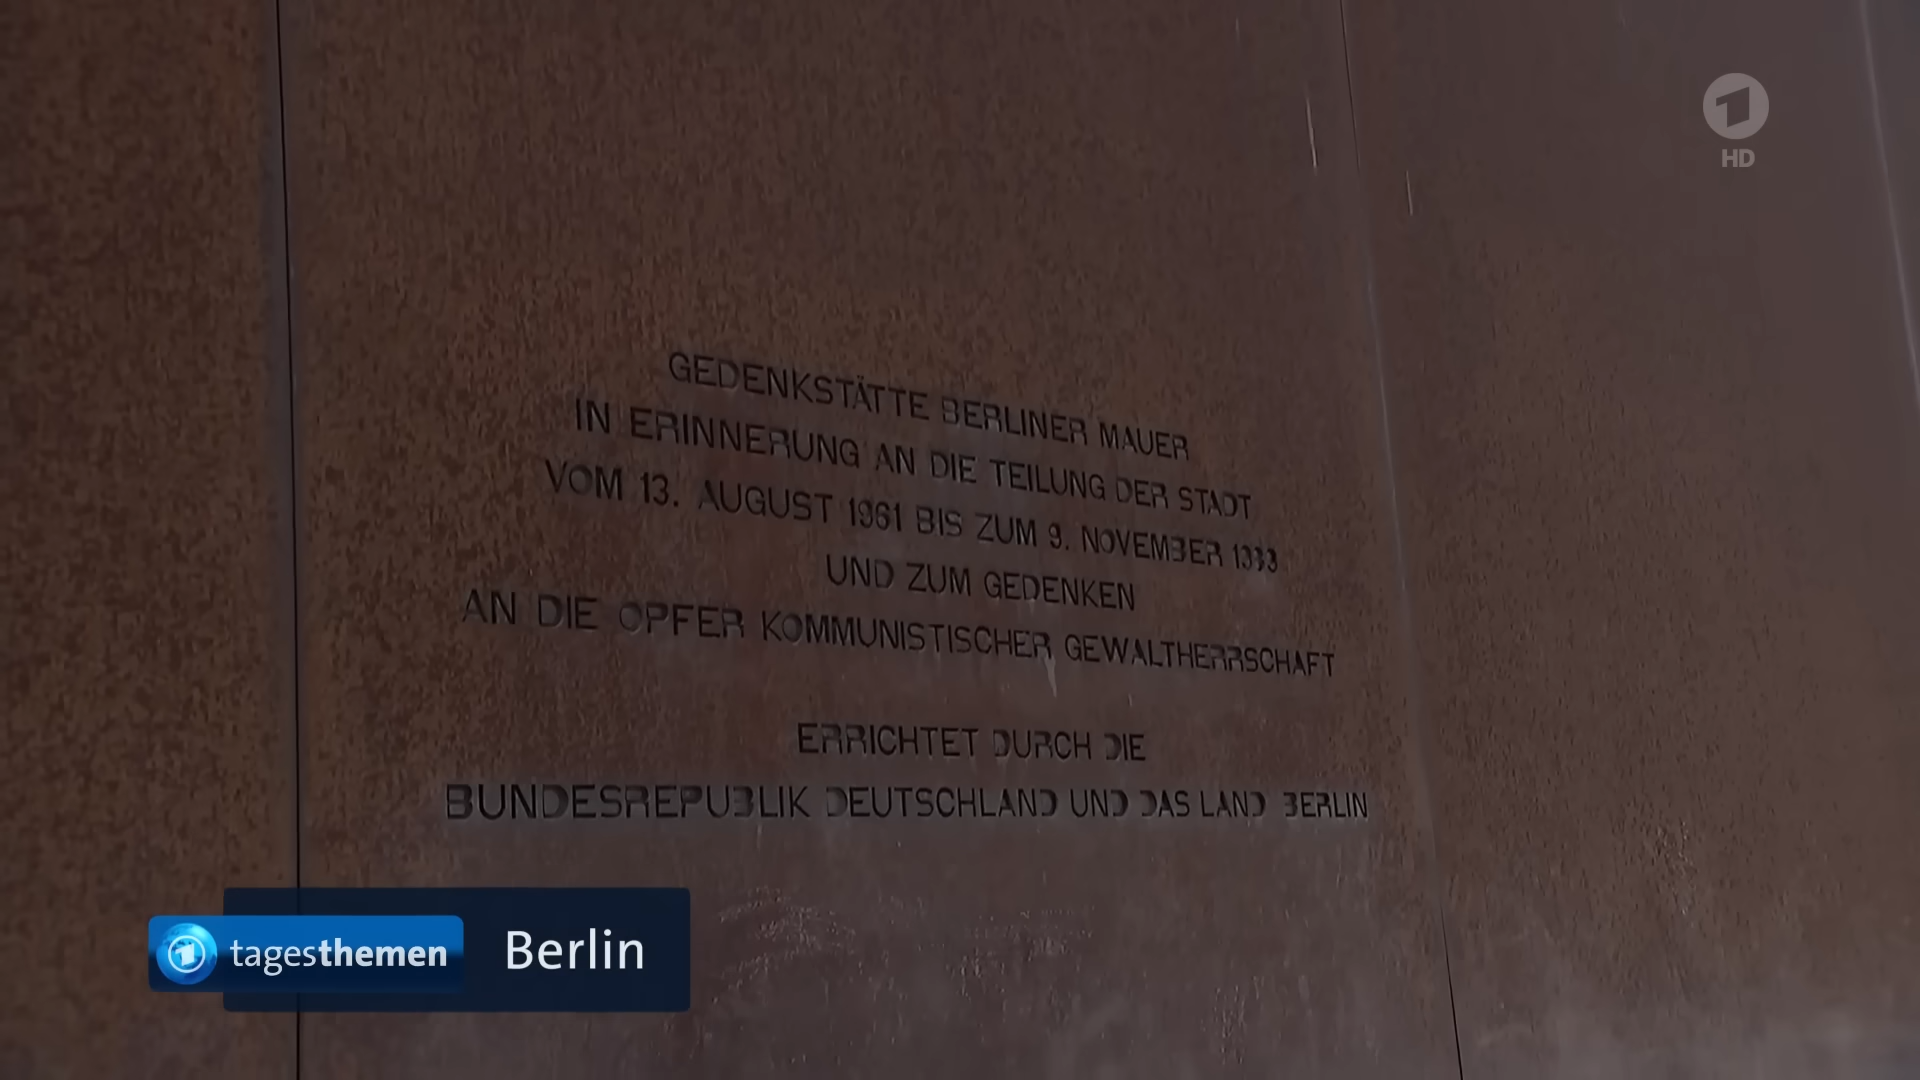 HD
GEDENKSTÄTTE BERLINER MAUER
IN ERINNERUNG AN DIE TEILUNG DER STADT
VOM 13. AUGUST 1961 BIS ZUM 9. NOVEMBER 1989
UND ZUM GEDENKEN
AN DIE OPFER KOMMUNISTISCHER GEWALTHERRSCHAFT
ERRICHTET DURCH DIE
BUNDESREPUBLIK DEUTSCHLAND UND DAS LAND BERLIN
tagesthemen Berlin